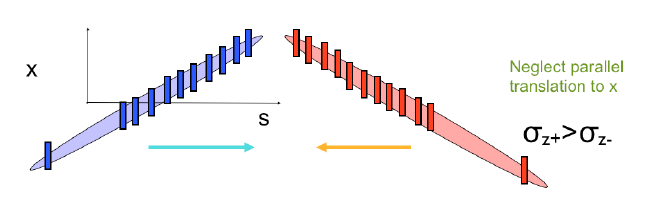 x
s
Neglect parallel
translation to x
σz+>σz-